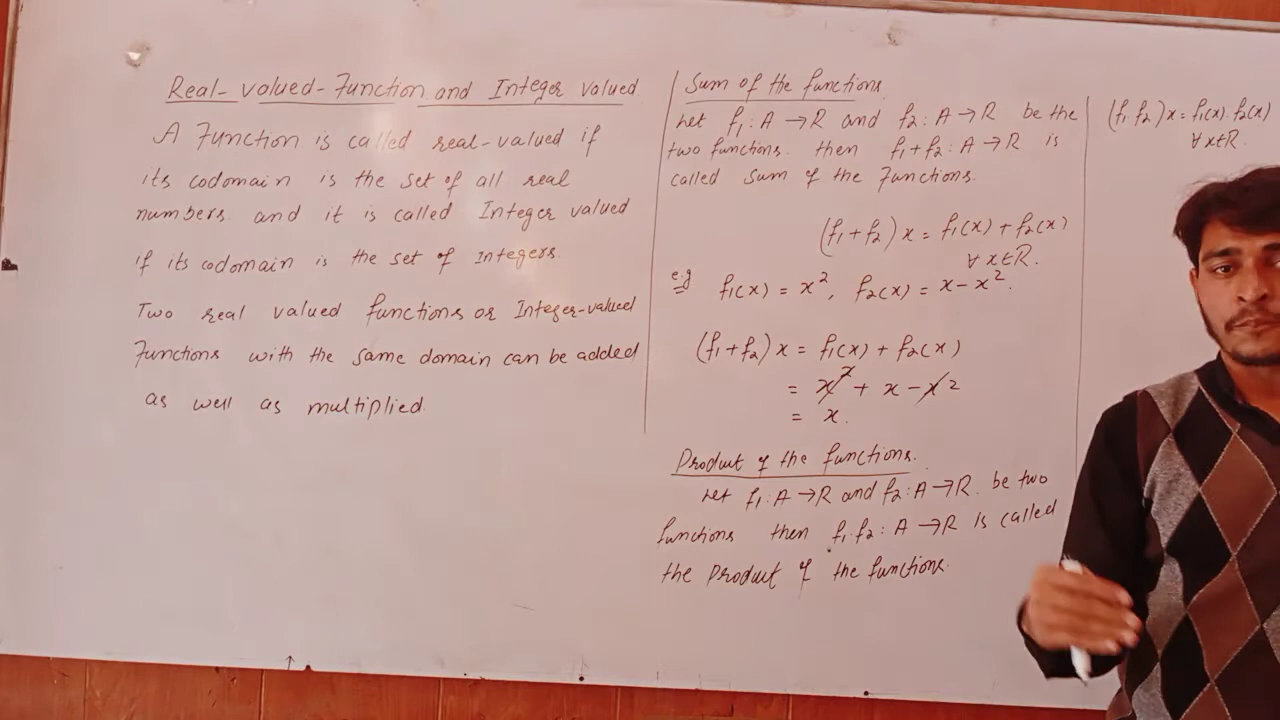 Real-valued-Function and Integer valued
A Function is called real-valued if
its codomain is the set of all real
numbers. and it is called Integer valued
if its codomain is the set of Integers.
Two real valued functions or Integer-valued
Functions with the same domain can be added
as well as multiplied.
Sum of the functions.
Let f₁: A → R and f₂: A → R be the
two functions. then f₁+f₂: A → R is
called Sum of the Functions.
(f₁+f₂)x = f₁(x) + f₂(x)
∀ x∈R.
e.g f₁(x) = x², f₂(x) = x-x².
(f₁+f₂)x = f₁(x) + f₂(x)
= x² + x - x²
= x.
Product of the functions.
Let f₁: A → R and f₂: A → R. be two
functions then f₁.f₂: A → R is called
the Product of the functions.
(f₁.f₂)x = f₁(x).f₂(x)
∀ x∈R.